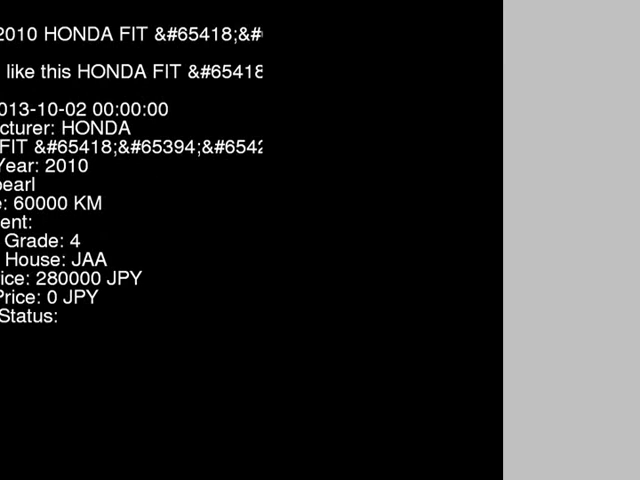 2010 HONDA FIT &#65418;&#
like this HONDA FIT &#65418
013-10-02 00:00:00
cturer: HONDA
FIT &#65418;&#65394;&#6542
Year: 2010
pearl
e: 60000 KM
ent:
Grade: 4
House: JAA
ice: 280000 JPY
Price: 0 JPY
Status: